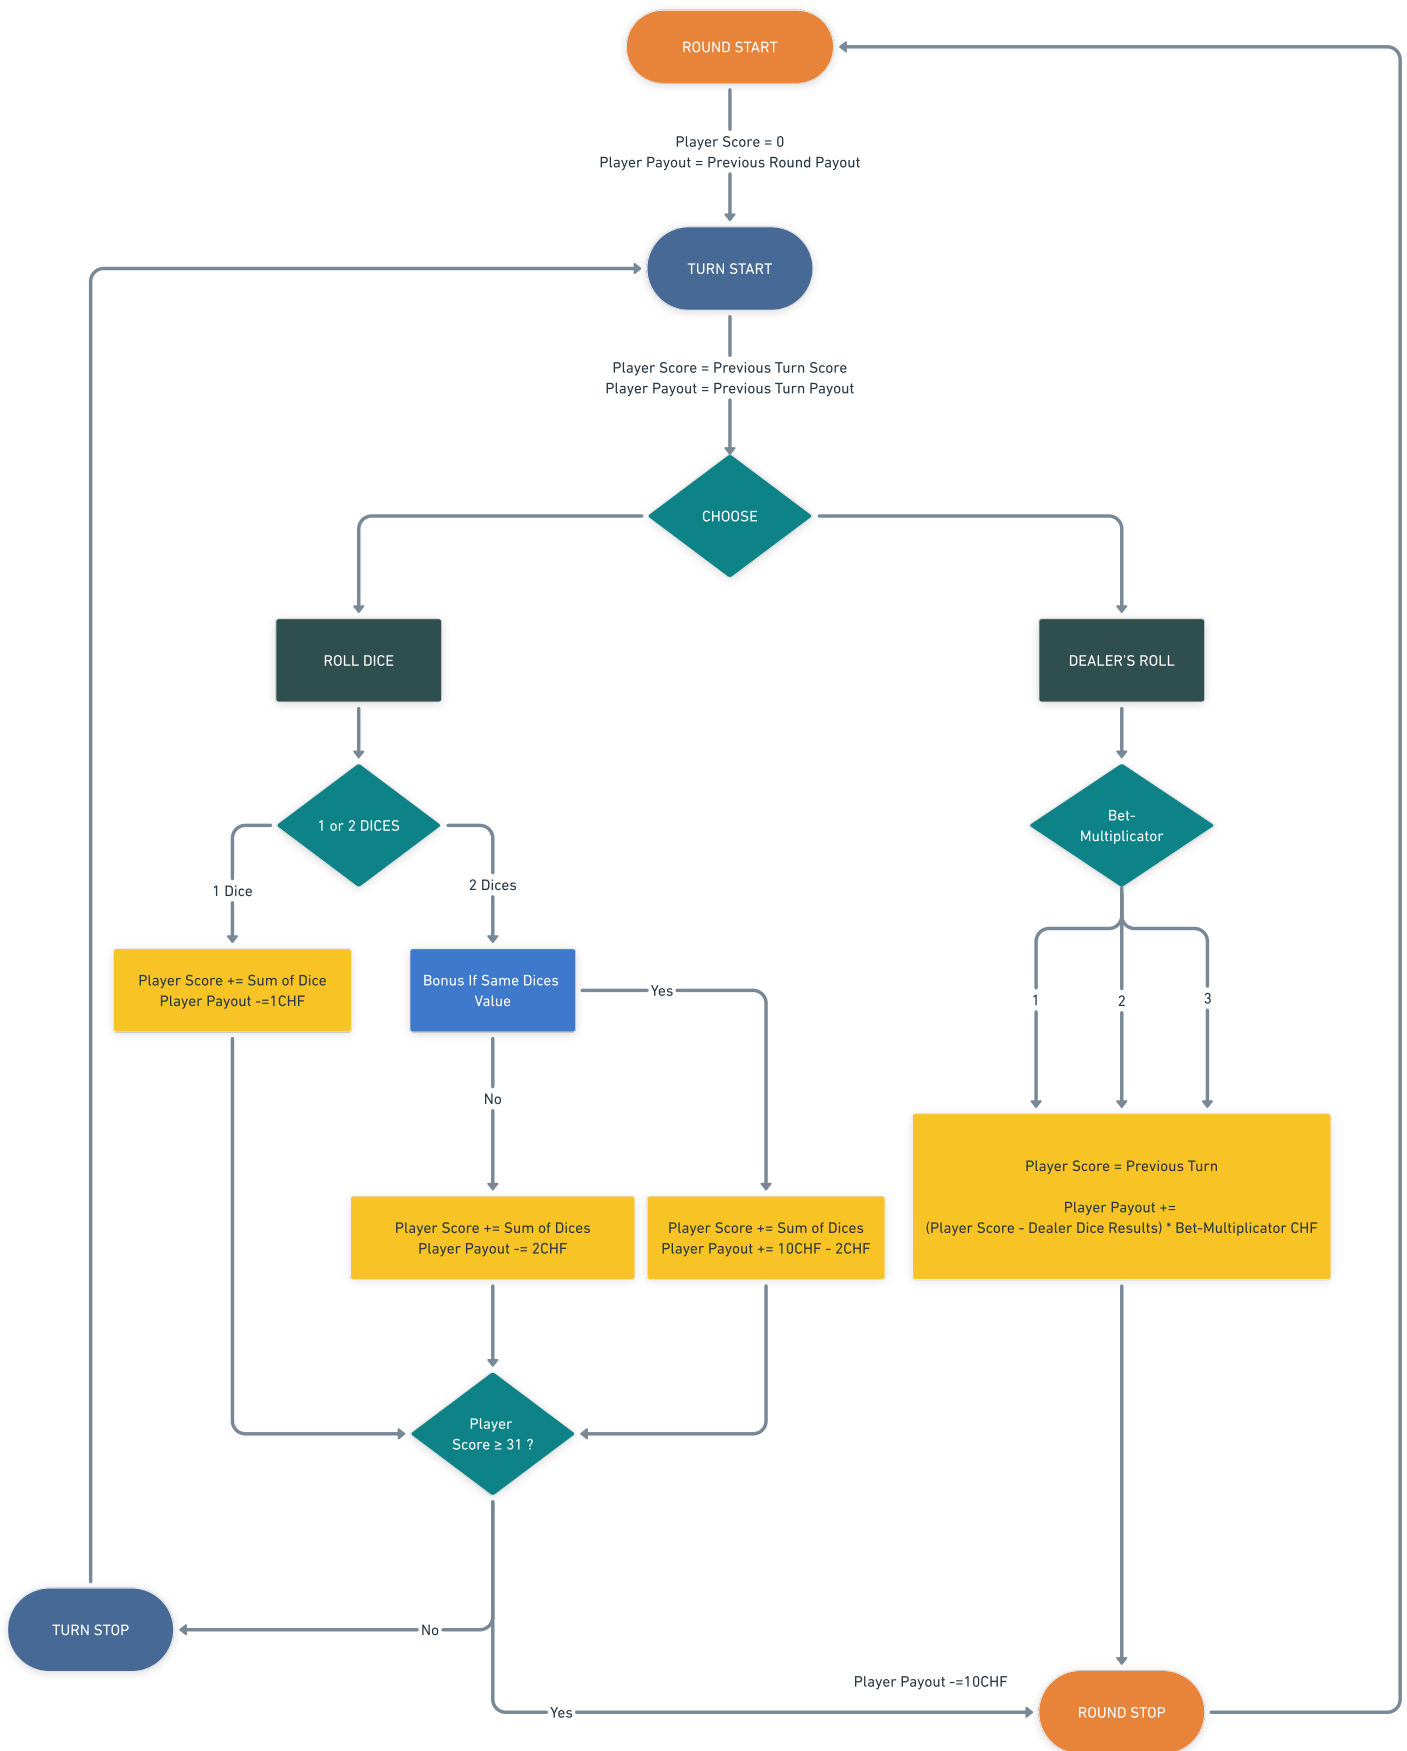 ROUND START
Player Score = 0
Player Payout = Previous Round Payout
TURN START
Player Score = Previous Turn Score
Player Payout = Previous Turn Payout
CHOOSE
ROLL DICE
DEALER'S ROLL
1 or 2 DICES
Bet-
Multiplicator
1 Dice
2 Dices
Player Score += Sum of Dice
Player Payout -=1CHF
Bonus If Same Dices
Value
Yes
No
1
2
3
Player Score = Previous Turn
Player Payout +=
(Player Score - Dealer Dice Results) * Bet-Multiplicator CHF
Player Score += Sum of Dices
Player Payout -= 2CHF
Player Score += Sum of Dices
Player Payout += 10CHF - 2CHF
Player
Score ≥ 31 ?
TURN STOP
No
Yes
Player Payout -=10CHF
ROUND STOP